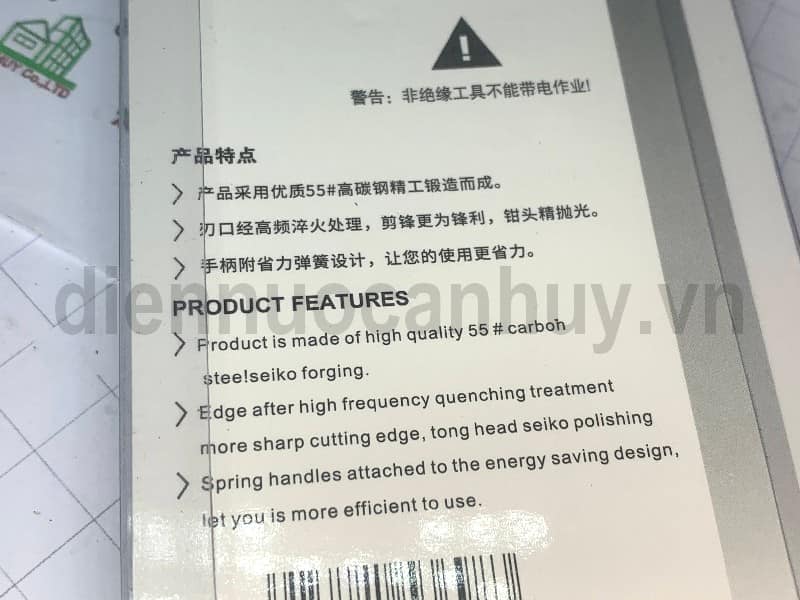 HUY Co.,LTD
警告：非绝缘工具不能带电作业!
产品特点
产品采用优质55#高碳钢精工锻造而成。
刃口经高频淬火处理，剪锋更为锋利，钳头精抛光。
手柄附省力弹簧设计，让您的使用更省力。
diennuocanhuy.vn
PRODUCT FEATURES
Product is made of high quality 55 # carboh
stee!seiko forging.
Edge after high frequency quenching treatment
more sharp cutting edge, tong head seiko polishing
Spring handles attached to the energy saving design,
let you is more efficient to use.